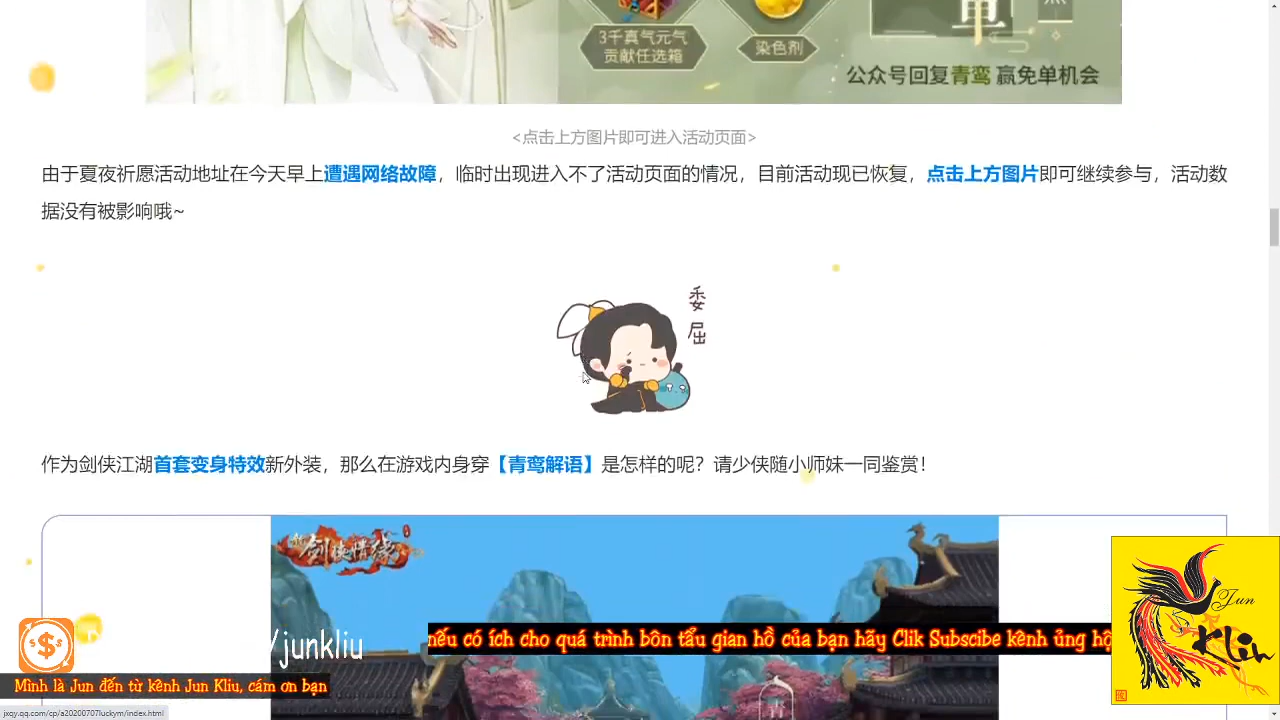 3千真气元气
贡献任选箱
染色剂
公众号回复青鸾 赢免单机会
<点击上方图片即可进入活动页面>
由于夏夜祈愿活动地址在今天早上遭遇网络故障，临时出现进入不了活动页面的情况，目前活动现已恢复，点击上方图片即可继续参与，活动数
据没有被影响哦~
委
屈
作为剑侠江湖首套变身特效新外装，那么在游戏内身穿【青鸾解语】是怎样的呢？请少侠随小师妹一同鉴赏！
剑侠情缘
Jun
Kliu
/junkliu
nếu có ích cho quá trình bôn tẩu gian hồ của bạn hãy Clik Subscibe kênh ủng hộ
Mình là Jun đến từ kênh Jun Kliu, cám ơn bạn
青
jxqy.qq.com/cp/a20200707luckym/index.html